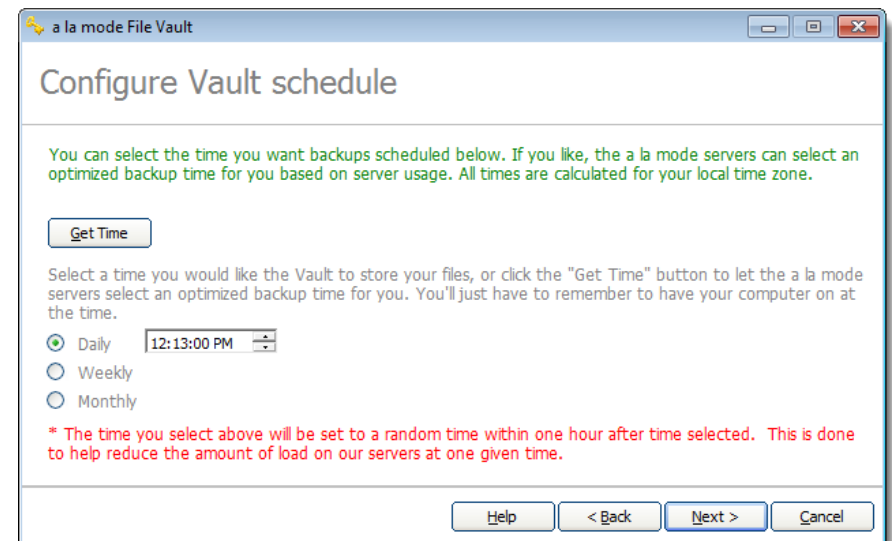 a la mode File Vault
Configure Vault schedule
You can select the time you want backups scheduled below. If you like, the a la mode servers can select an
optimized backup time for you based on server usage. All times are calculated for your local time zone.
Get Time
Select a time you would like the Vault to store your files, or click the "Get Time" button to let the a la mode
servers select an optimized backup time for you. You'll just have to remember to have your computer on at
the time.
Daily 12:13:00 PM
Weekly
Monthly
* The time you select above will be set to a random time within one hour after time selected.  This is done
to help reduce the amount of load on our servers at one given time.
Help < Back Next > Cancel